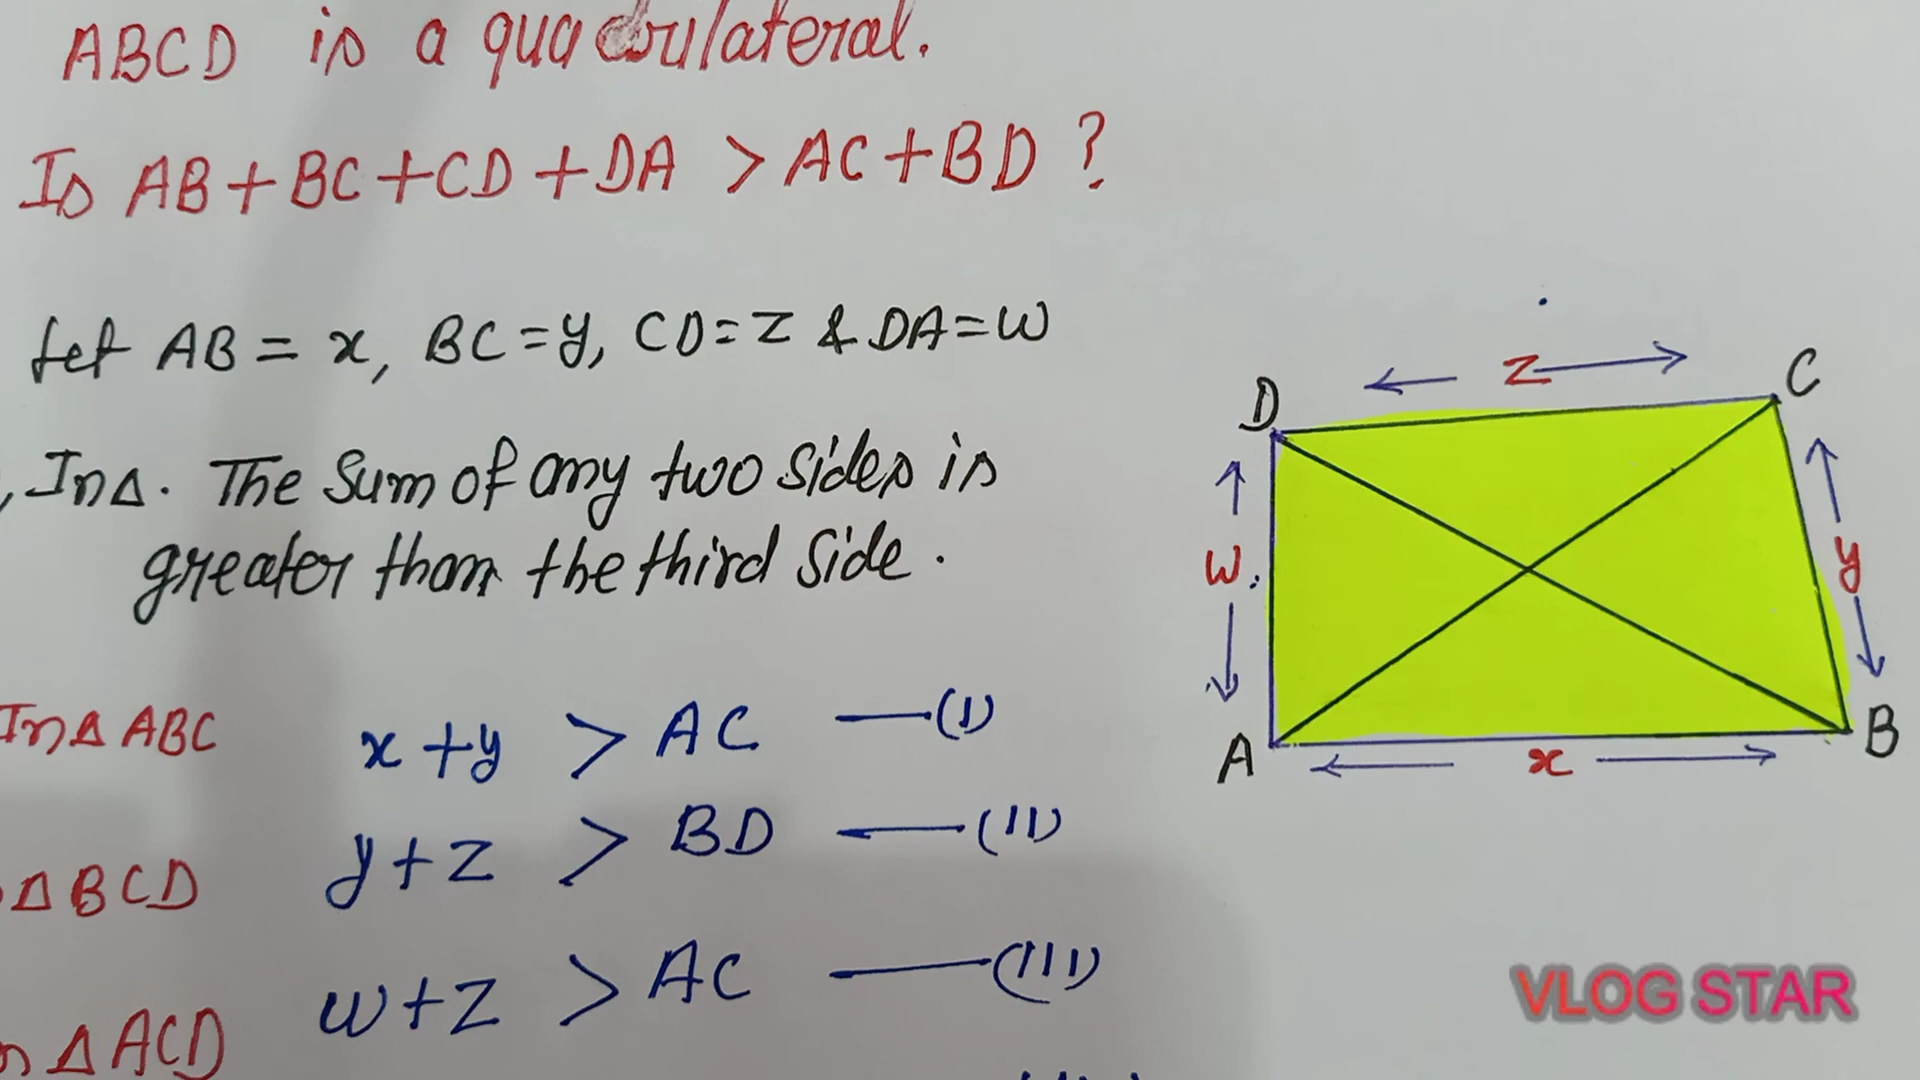 ABCD is a quadrilateral.
Is AB+BC+CD+DA > AC+BD ?
Let AB = x, BC=y, CD=Z & DA=W
, In Δ. The Sum of any two Sides is
greater than the third Side.
In Δ ABC x+y > AC —(I)
Δ BCD y+z > BD —(II)
Δ ACD w+z > AC —(III)
D
Z
C
W
y
A
x
B
VLOG STAR